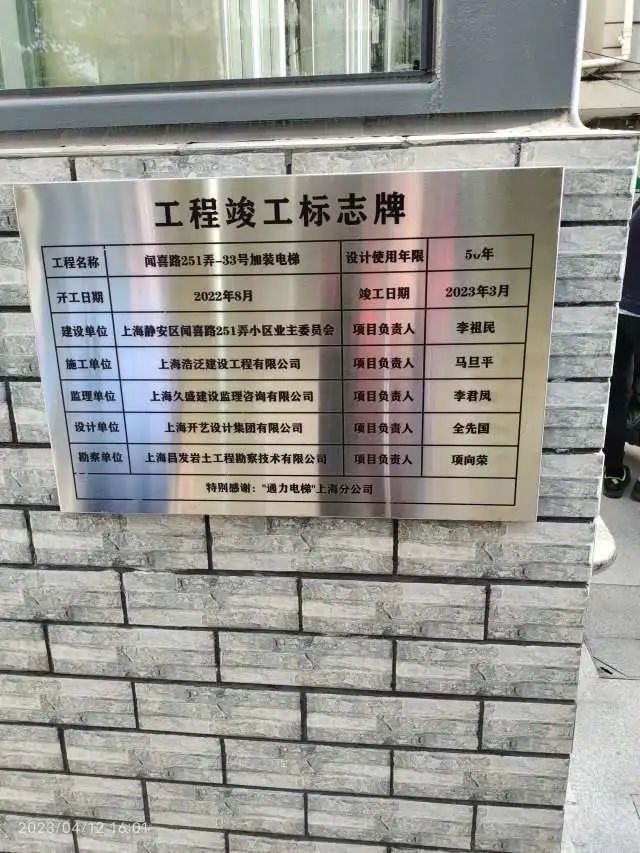 工程竣工标志牌
工程名称 闻喜路251弄-33号加装电梯 设计使用年限 50年
开工日期 2022年8月 竣工日期 2023年3月
建设单位 上海静安区闻喜路251弄小区业主委员会 项目负责人 李祖民
施工单位 上海浩泛建设工程有限公司 项目负责人 马旦平
监理单位 上海久盛建设监理咨询有限公司 项目负责人 李君凤
设计单位 上海开艺设计集团有限公司 项目负责人 全先国
勘察单位 上海昌发岩土工程勘察技术有限公司 项目负责人 项向荣
特别感谢："通力电梯"上海分公司
2023/04/12 16:01